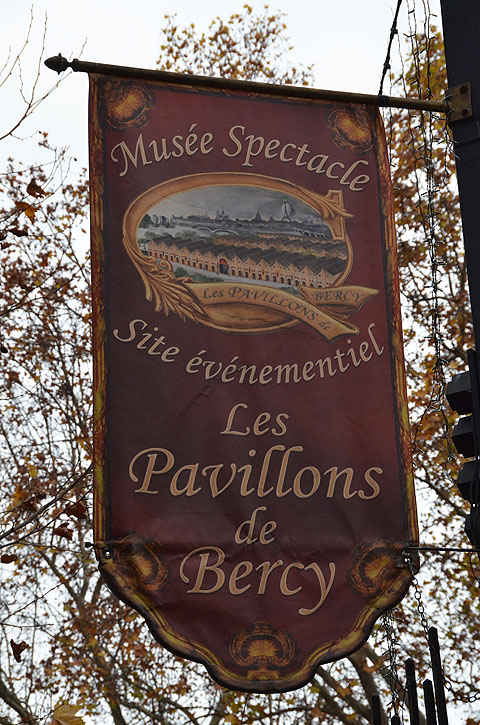 Musée Spectacle
Les PAVILLONS de BERCY
Site événementiel
Les
Pavillons
de
Bercy